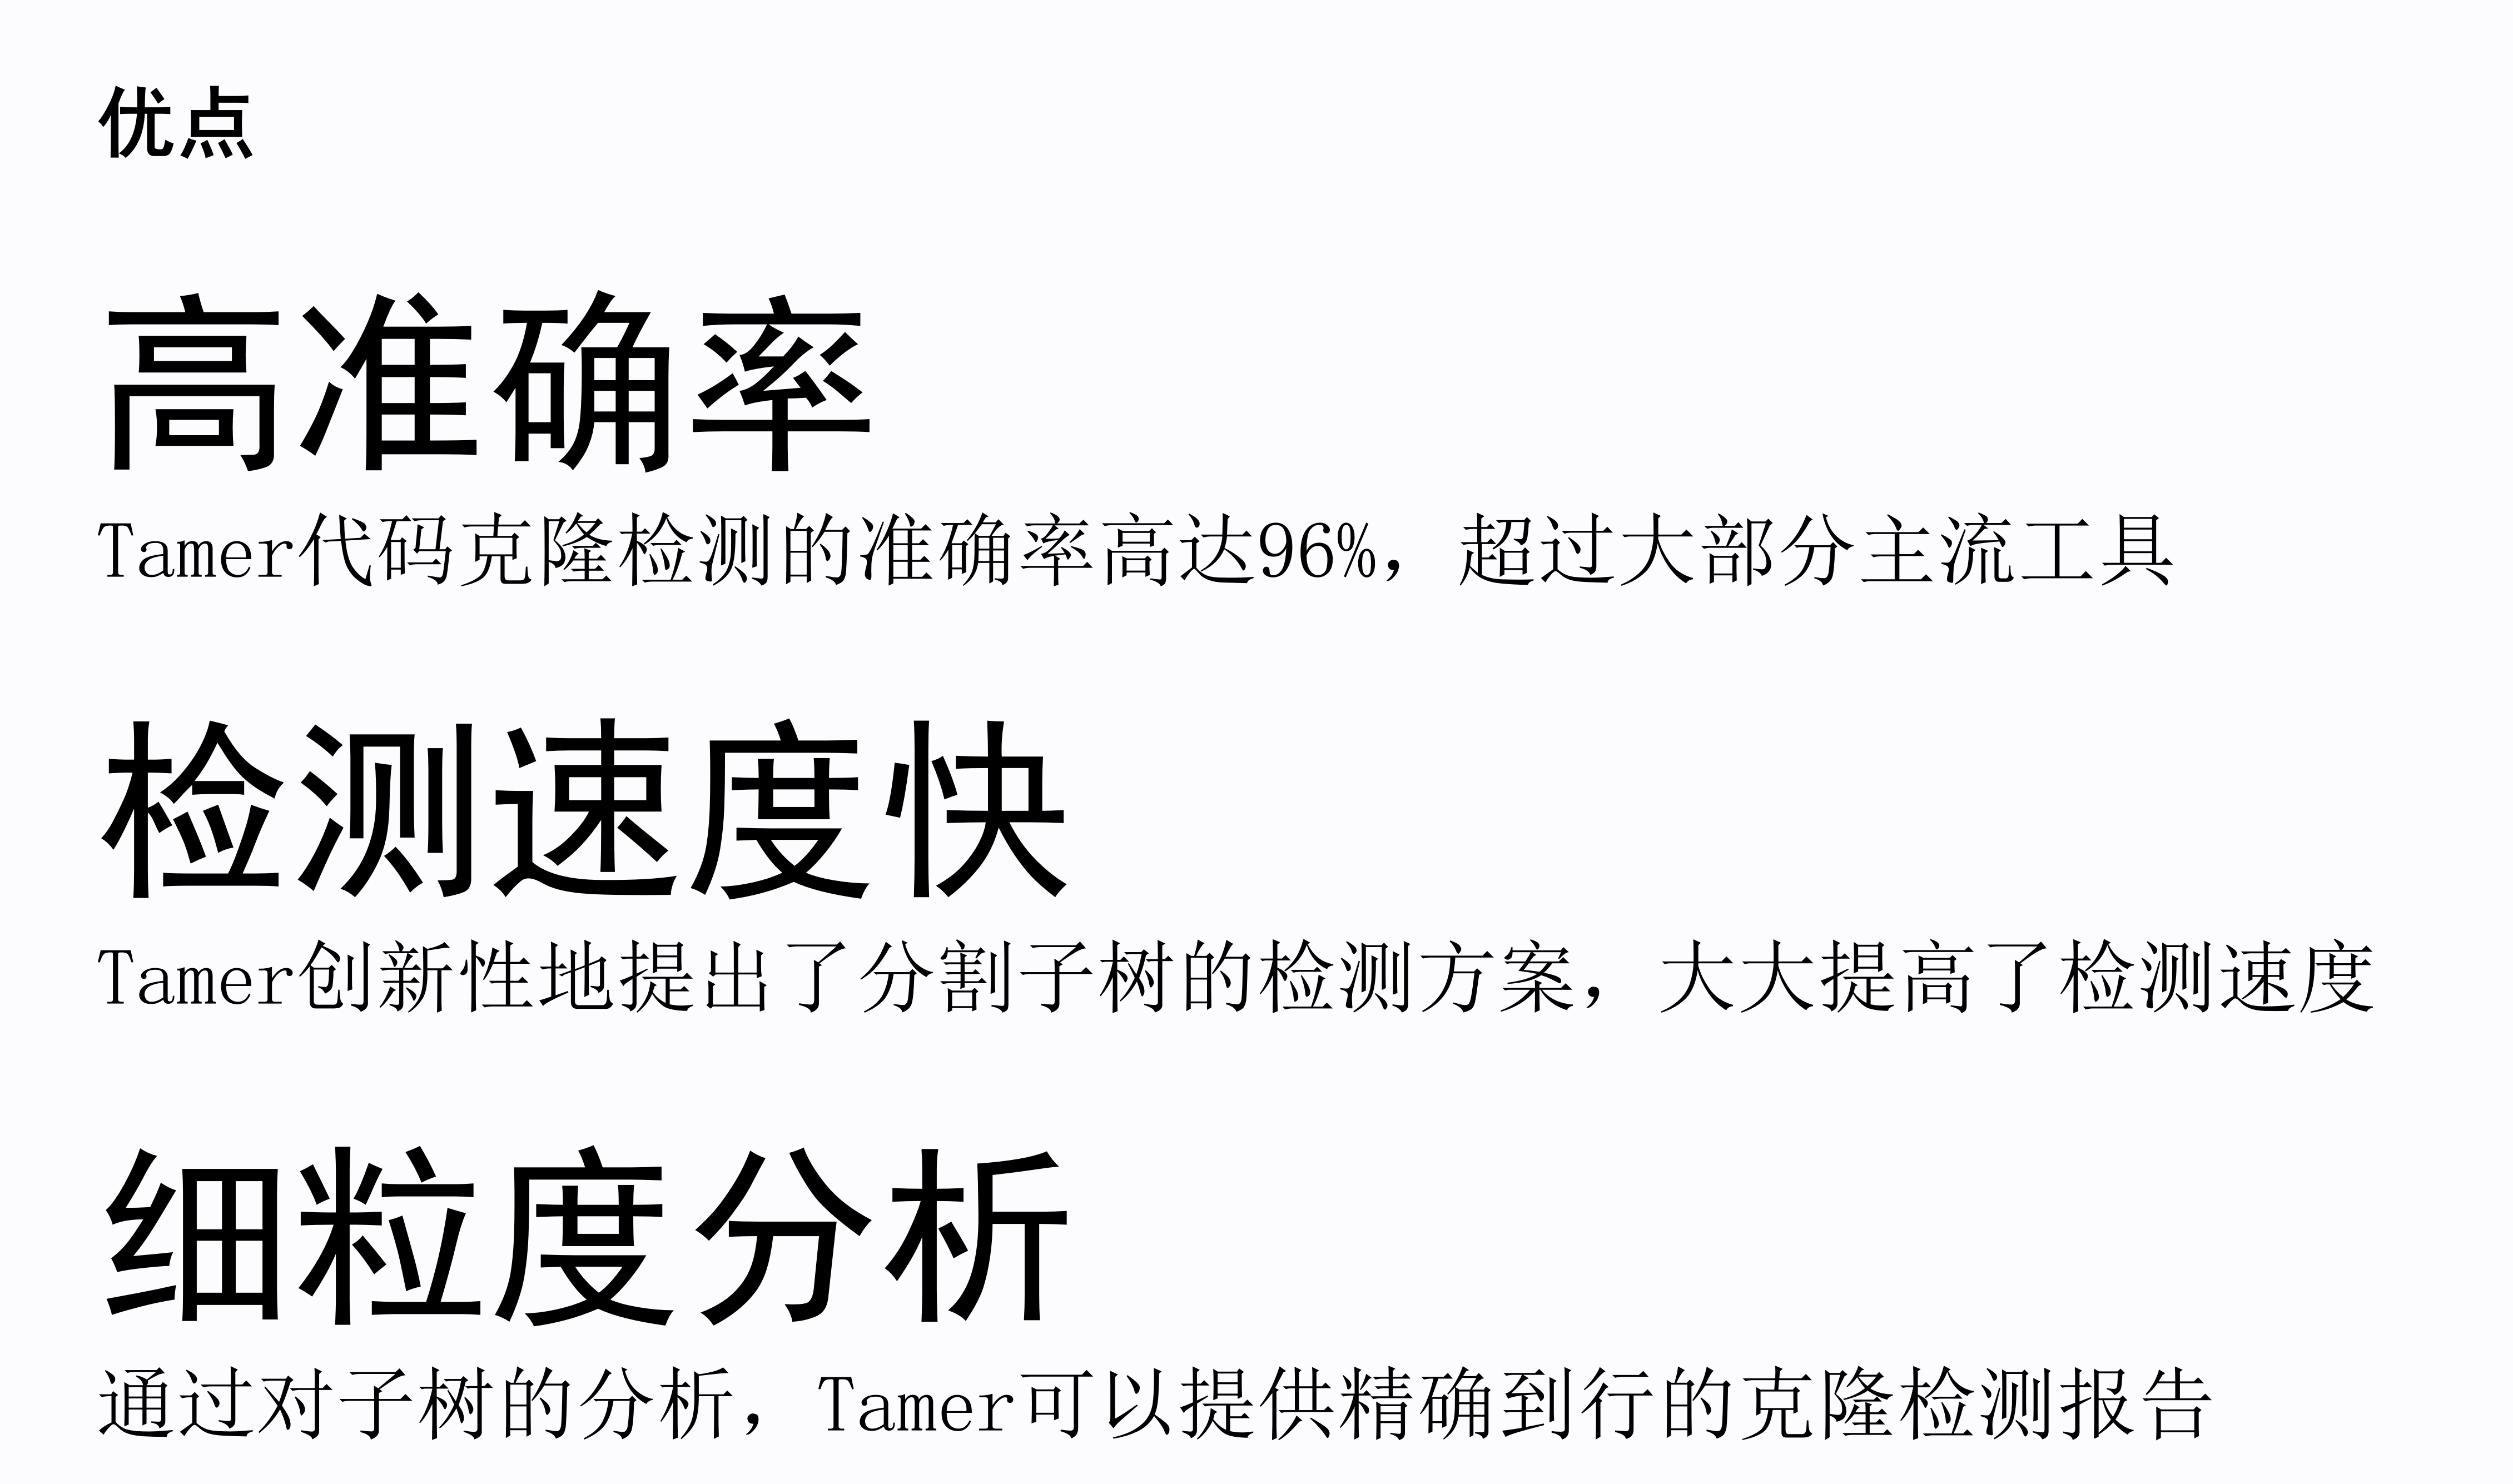 优点
高准确率
Tamer代码克隆检测的准确率高达96%，超过大部分主流工具
检测速度快
Tamer创新性地提出了分割子树的检测方案，大大提高了检测速度
细粒度分析
通过对子树的分析，Tamer可以提供精确到行的克隆检测报告